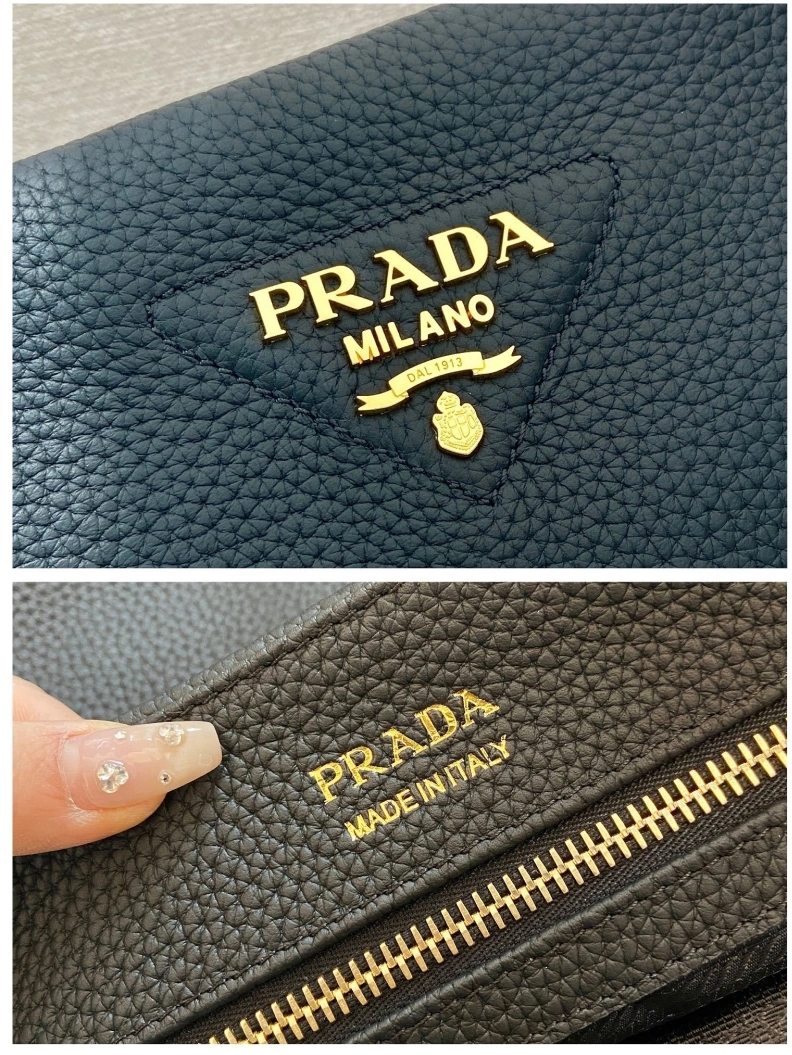 PRADA
MILANO
DAL 1913
PRADA
MADE IN ITALY